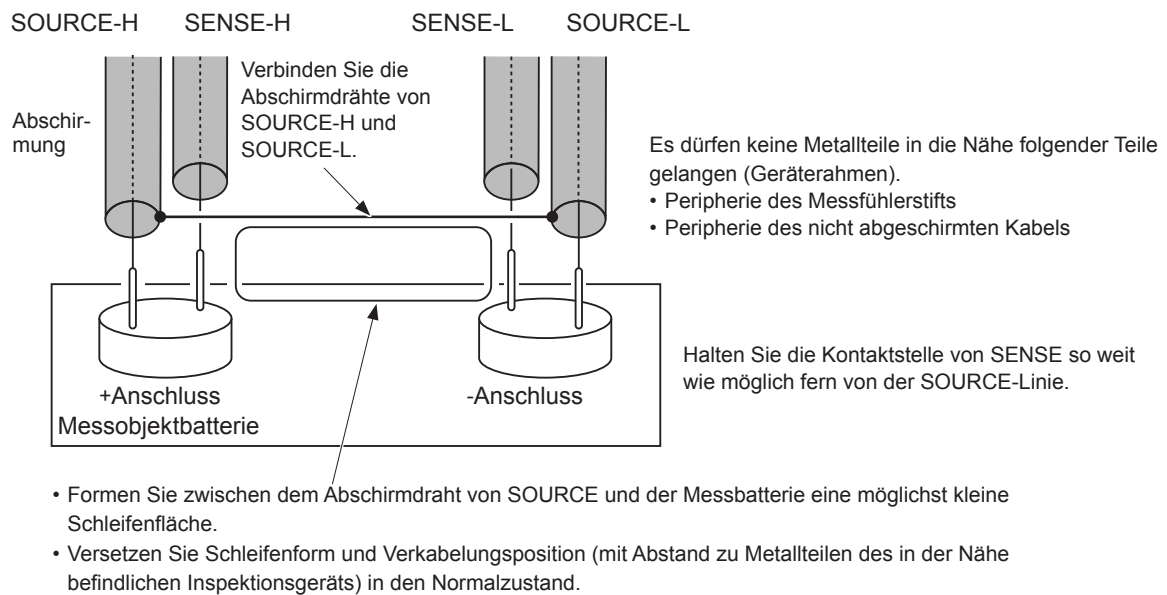 SOURCE-H SENSE-H SENSE-L SOURCE-L
Verbinden Sie die
Abschirmdrähte von
SOURCE-H und
SOURCE-L.
Abschir-
mung
Es dürfen keine Metallteile in die Nähe folgender Teile
gelangen (Geräterahmen).
• Peripherie des Messfühlerstifts
• Peripherie des nicht abgeschirmten Kabels
Halten Sie die Kontaktstelle von SENSE so weit
wie möglich fern von der SOURCE-Linie.
+Anschluss -Anschluss
Messobjektbatterie
• Formen Sie zwischen dem Abschirmdraht von SOURCE und der Messbatterie eine möglichst kleine
Schleifenfläche.
• Versetzen Sie Schleifenform und Verkabelungsposition (mit Abstand zu Metallteilen des in der Nähe
befindlichen Inspektionsgeräts) in den Normalzustand.